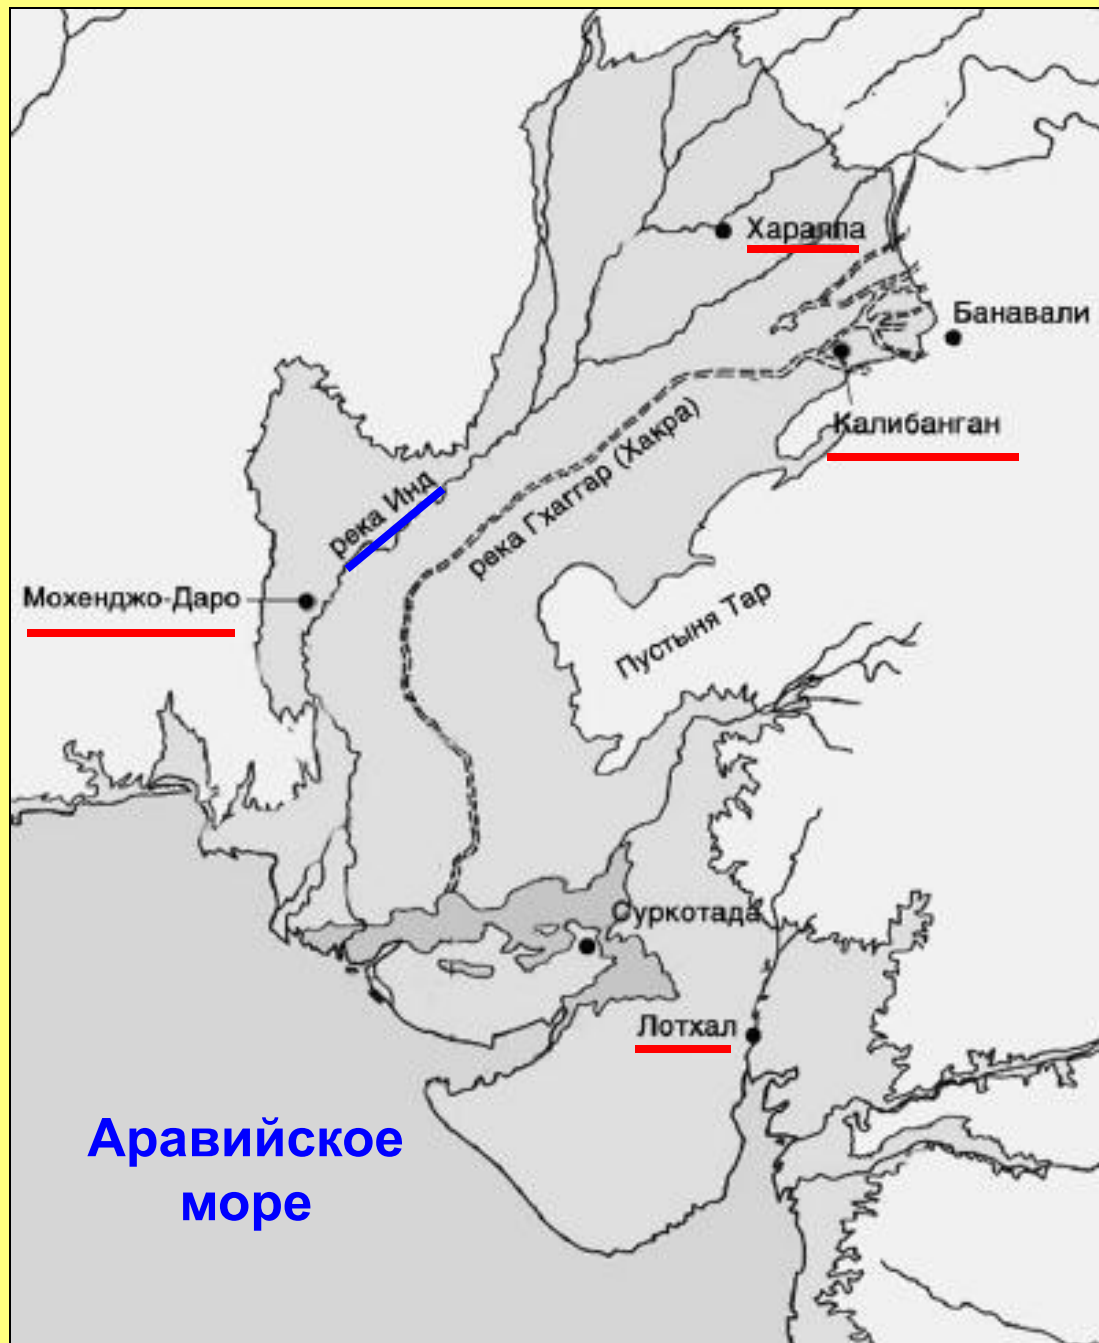 Хараппа
Банавали
Калибанган
река Инд
река Гхаггар (Хакра)
Мохенджо-Даро
Пустыня Тар
Суркотада
Лотхал
Аравийское
море